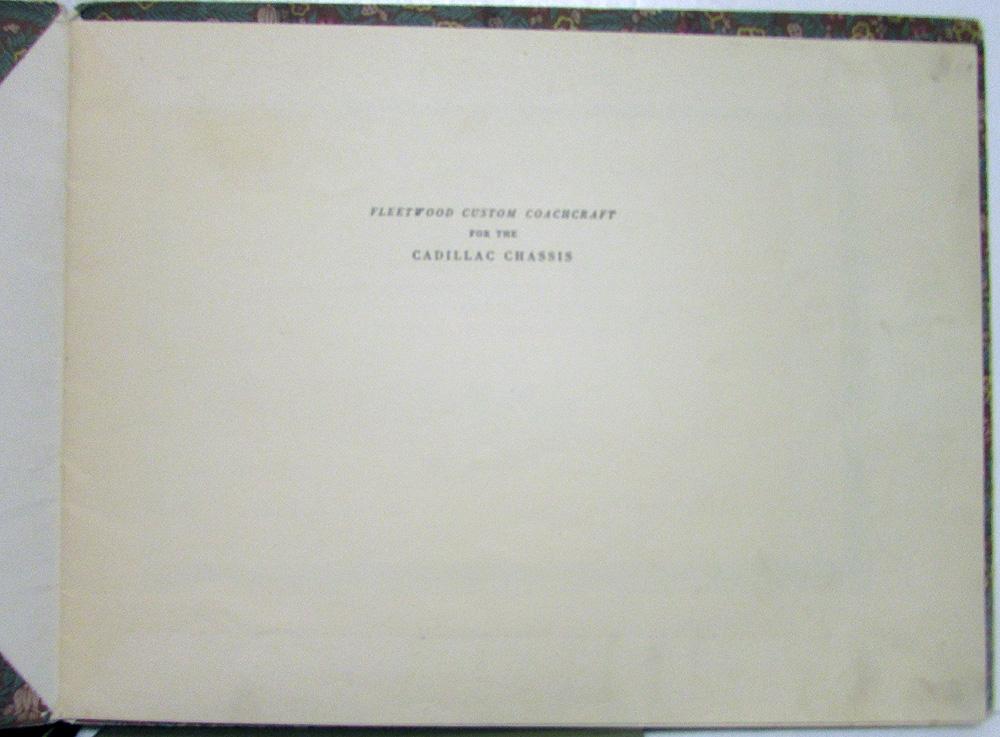 FLEETWOOD CUSTOM COACHCRAFT
FOR THE
CADILLAC CHASSIS